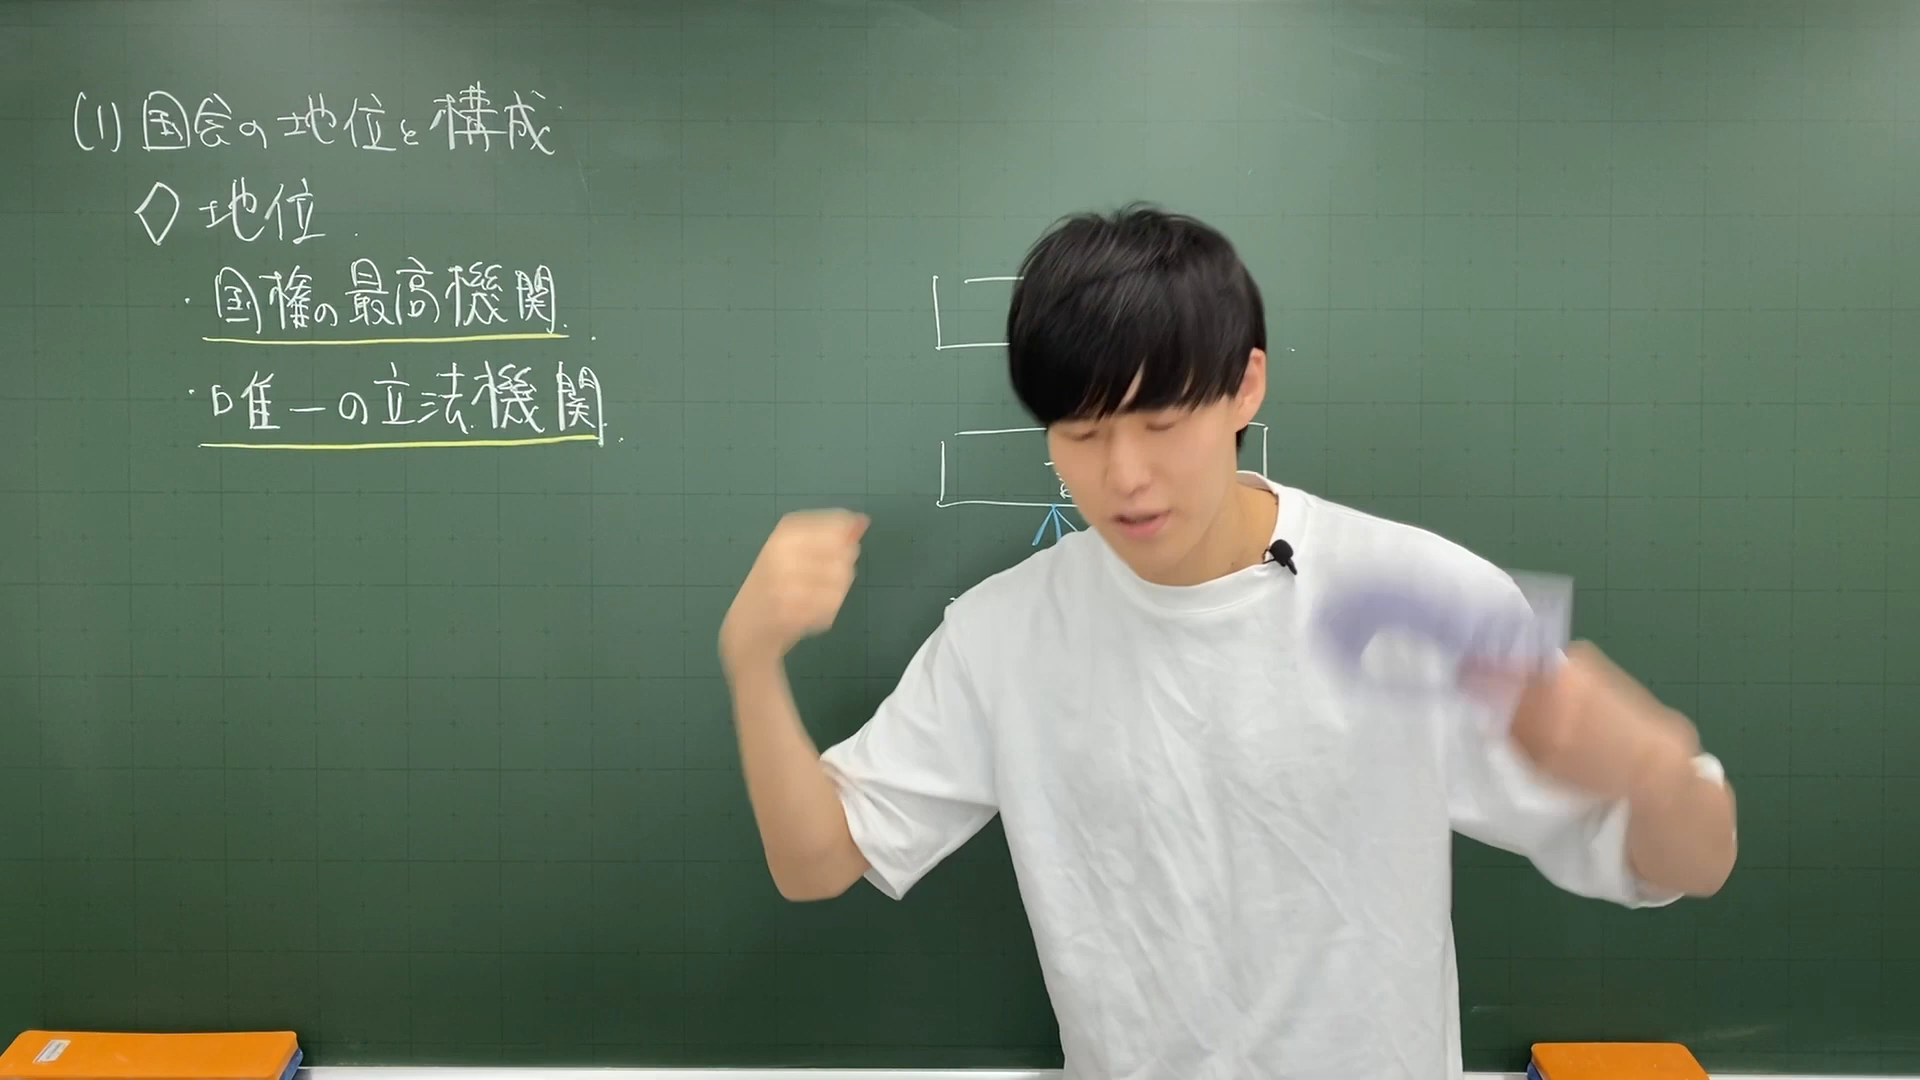 (1)国会の地位と構成
◇地位
・国権の最高機関
・唯一の立法機関